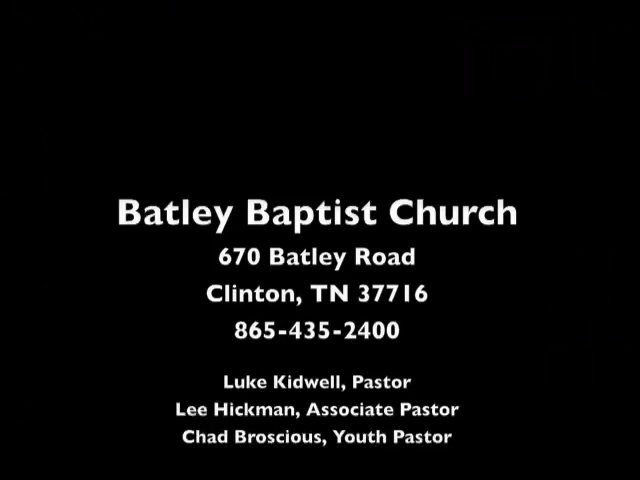 Batley Baptist Church
670 Batley Road
Clinton, TN 37716
865-435-2400
Luke Kidwell, Pastor
Lee Hickman, Associate Pastor
Chad Broscious, Youth Pastor